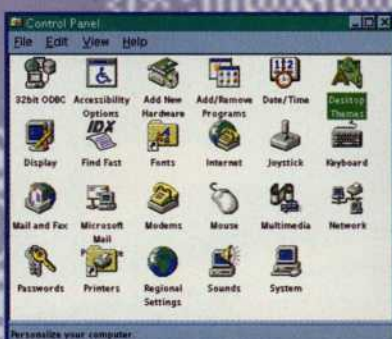 Control Panel
File Edit View Help
32bit ODBC
Accessibility
Options
Add New
Hardware
Add/Remove
Programs
Date/Time
Desktop
Themes
Display
IDX
Find Fast
Fonts
Internet
Joystick
Keyboard
Mail and Fax
Microsoft
Mail
Modems
Mouse
Multimedia
Network
Passwords
Printers
Regional
Settings
Sounds
System
Personalize your computer.